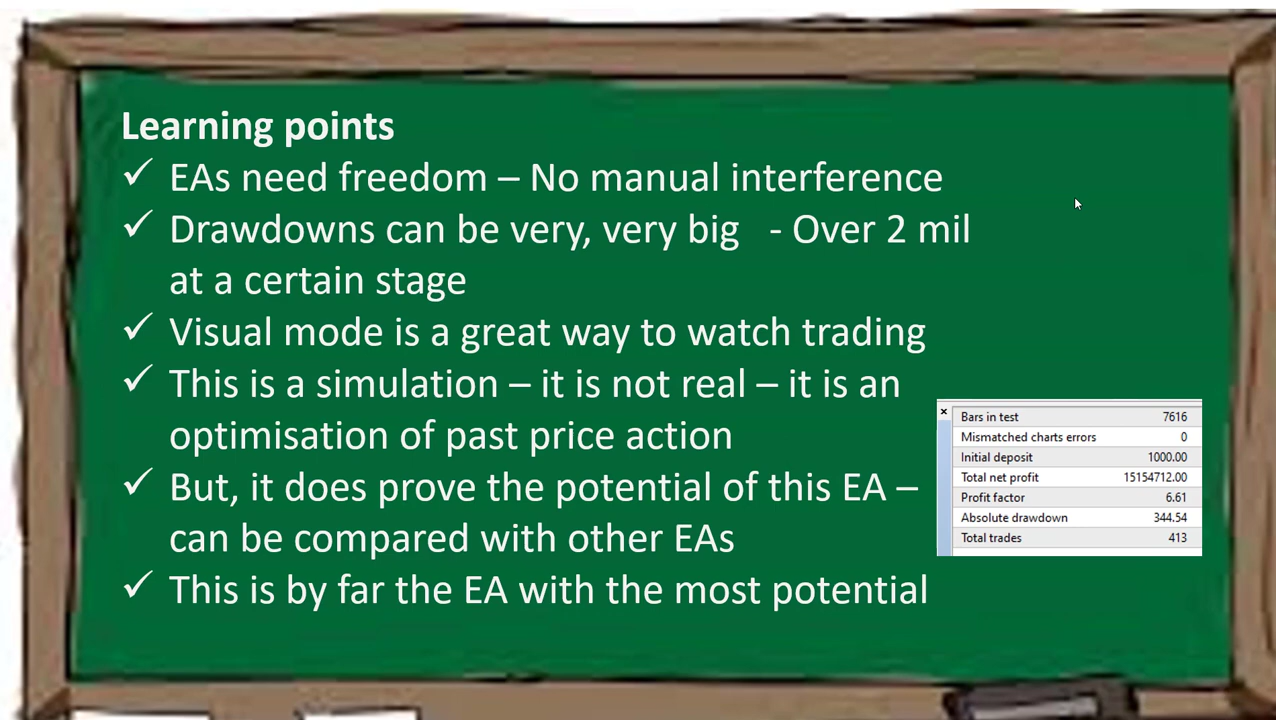 Learning points
✓ EAs need freedom – No manual interference
✓ Drawdowns can be very, very big - Over 2 mil
at a certain stage
✓ Visual mode is a great way to watch trading
✓ This is a simulation – it is not real – it is an
optimisation of past price action
✓ But, it does prove the potential of this EA –
can be compared with other EAs
✓ This is by far the EA with the most potential
Bars in test 7616
Mismatched charts errors 0
Initial deposit 1000.00
Total net profit 15154712.00
Profit factor 6.61
Absolute drawdown 344.54
Total trades 413